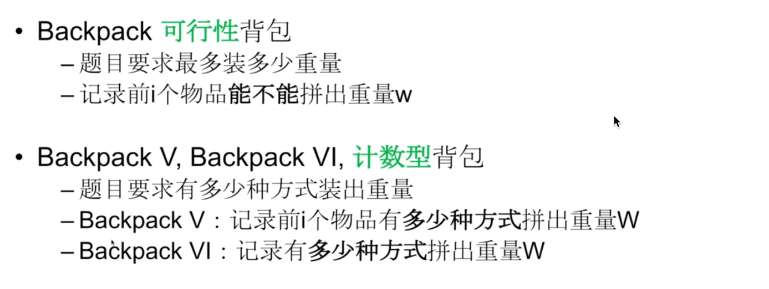 • Backpack 可行性背包
– 题目要求最多装多少重量
– 记录前i个物品能不能拼出重量w
• Backpack V, Backpack VI, 计数型背包
– 题目要求有多少种方式装出重量
– Backpack V：记录前i个物品有多少种方式拼出重量W
– Backpack VI：记录有多少种方式拼出重量W